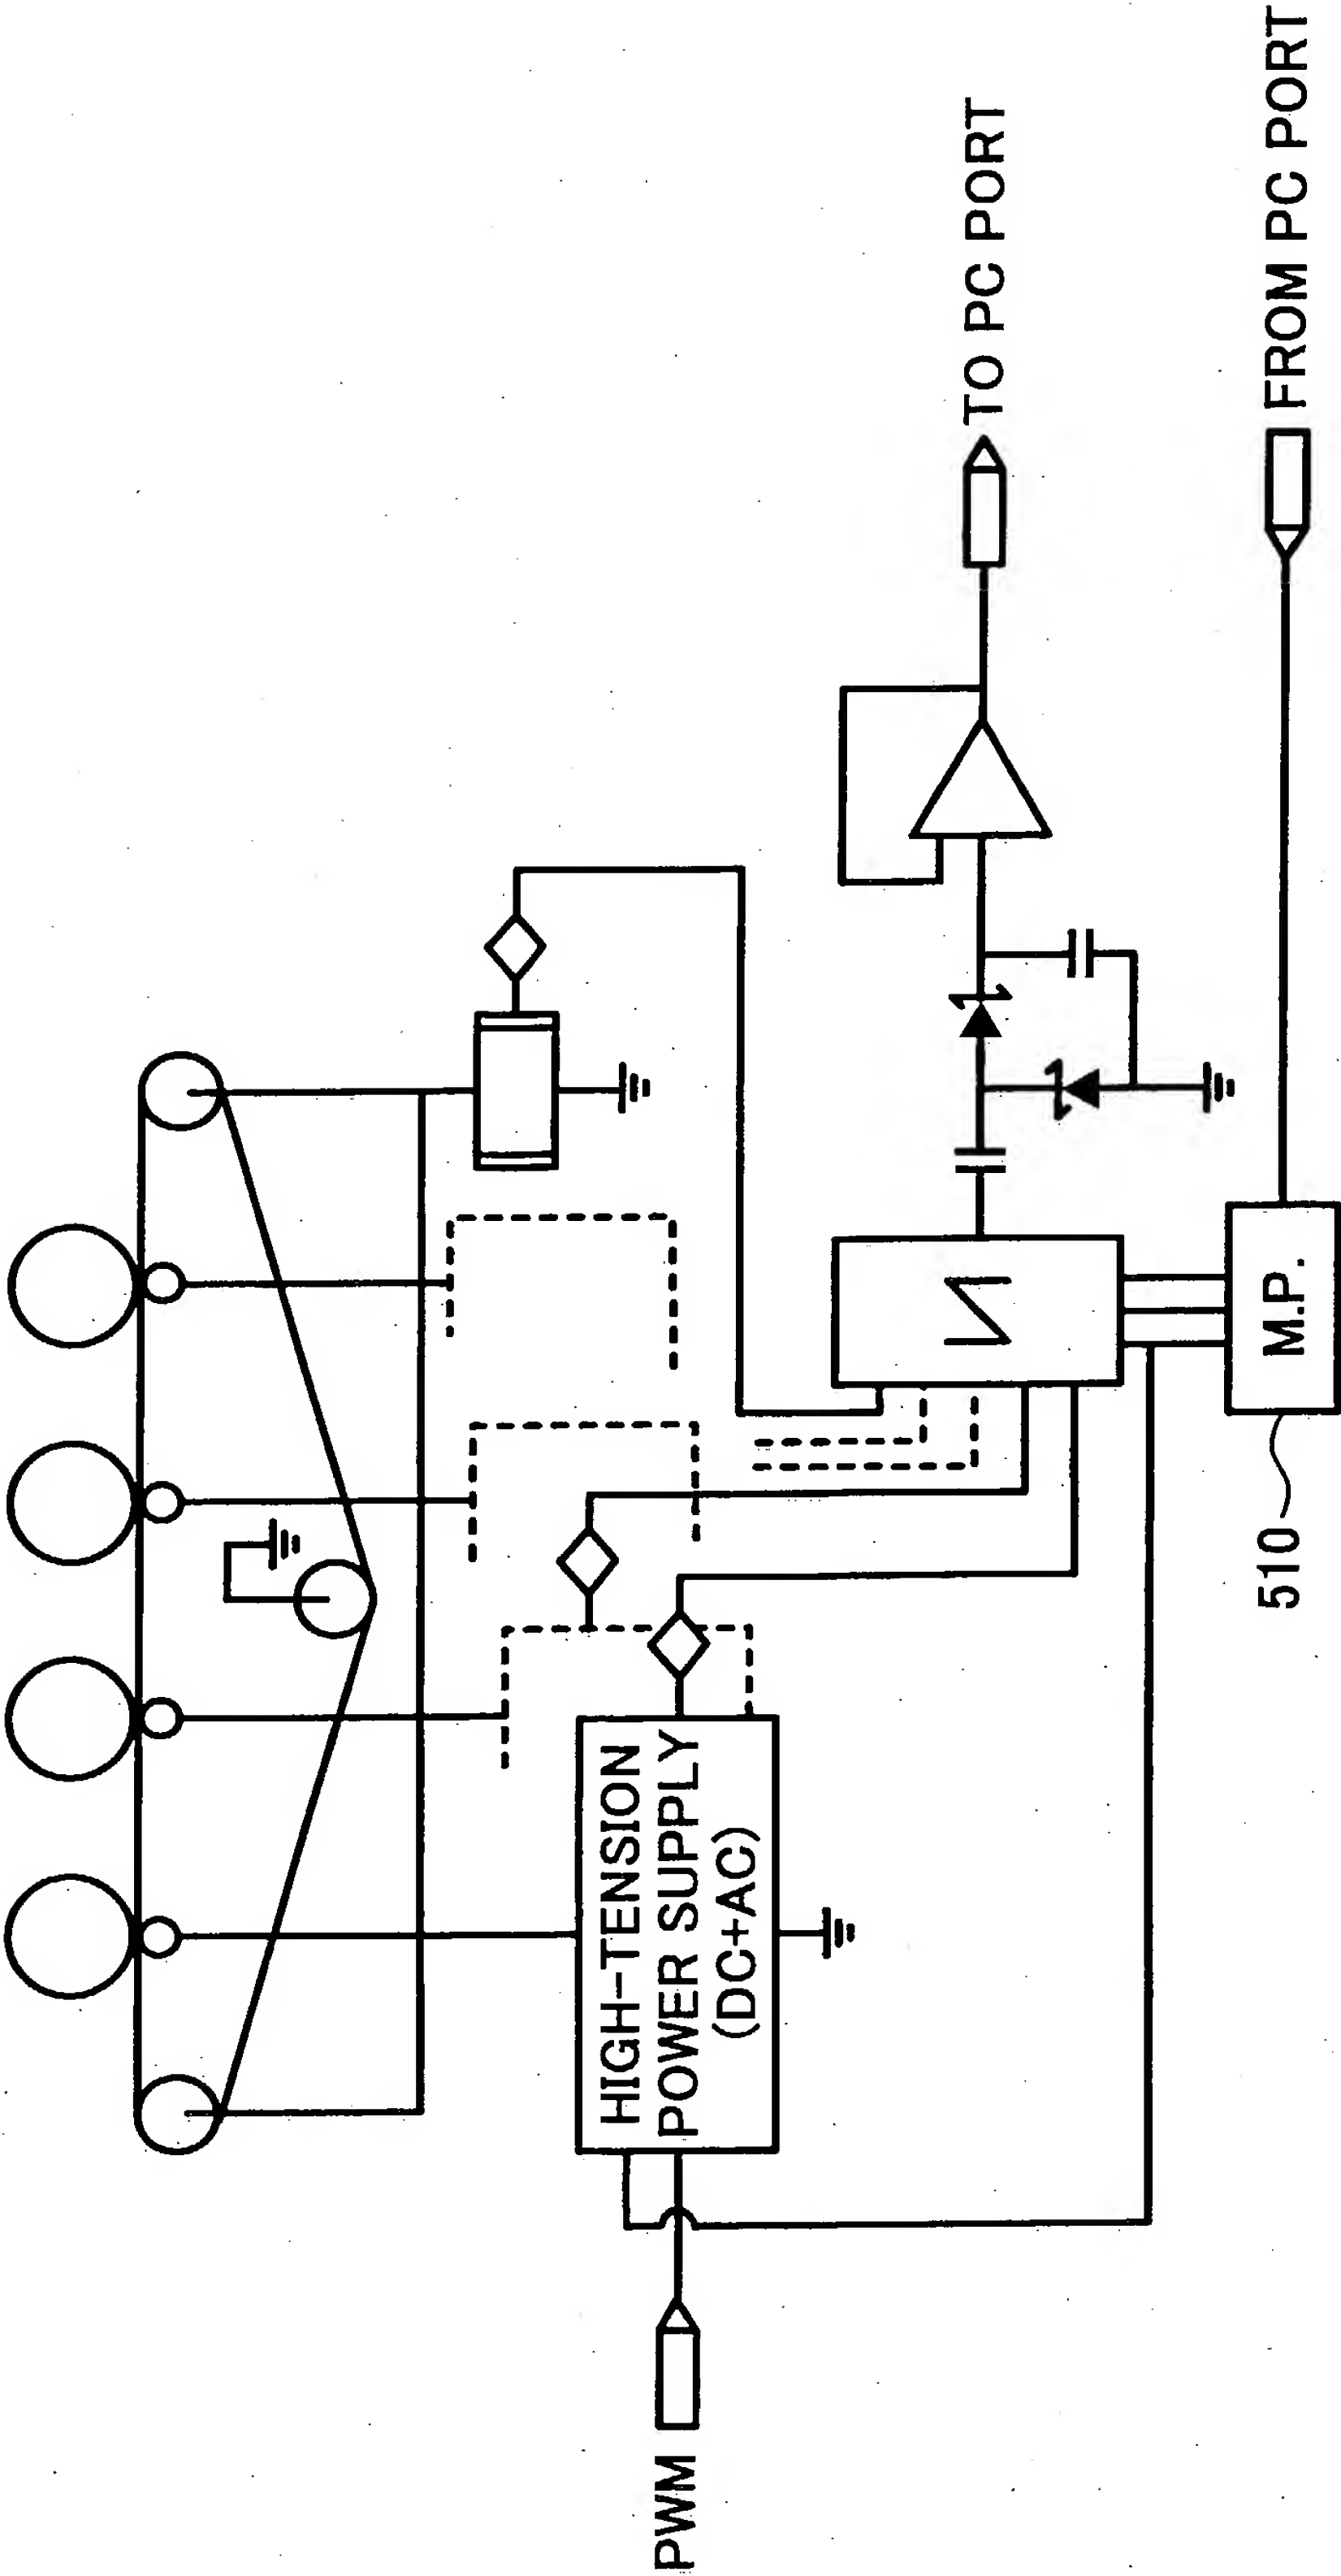 PWM
HIGH-TENSION
POWER SUPPLY
(DC+AC)
TO PC PORT
FROM PC PORT
M.P.
510